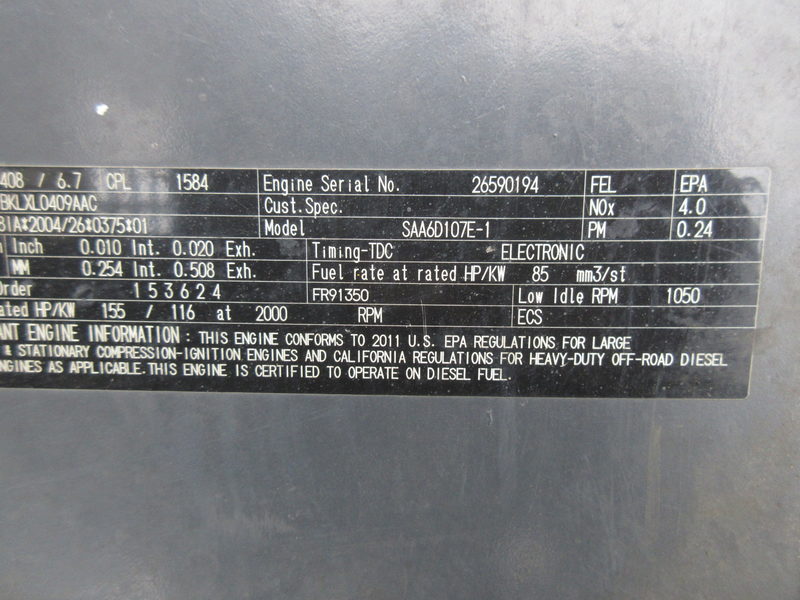 408 / 6.7 CPL 1584 Engine Serial No. 26590194 FEL EPA
BKLXL0409AAC Cust.Spec. NOx 4.0
BIA*2004/26*0375*01 Model SAA6D107E-1 PM 0.24
n Inch 0.010 Int. 0.020 Exh. Timing-TDC ELECTRONIC
MM 0.254 Int. 0.508 Exh. Fuel rate at rated HP/KW 85 mm3/st
Order 153624 FR91350 Low Idle RPM 1050
ated HP/KW 155 / 116 at 2000 RPM ECS
ANT ENGINE INFORMATION : THIS ENGINE CONFORMS TO 2011 U.S. EPA REGULATIONS FOR LARGE
& STATIONARY COMPRESSION-IGNITION ENGINES AND CALIFORNIA REGULATIONS FOR HEAVY-DUTY OFF-ROAD DIESEL
NGINES AS APPLICABLE.THIS ENGINE IS CERTIFIED TO OPERATE ON DIESEL FUEL.